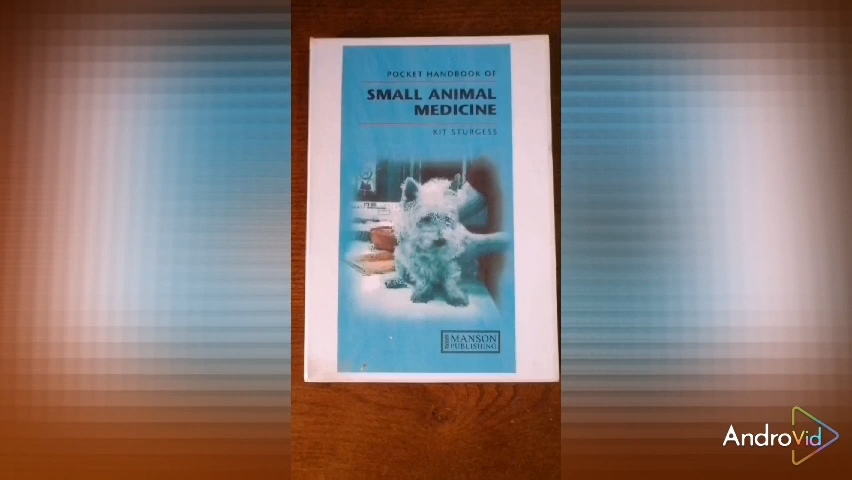 POCKET HANDBOOK OF
SMALL ANIMAL
MEDICINE
KIT STURGESS
MANSON
PUBLISHING
AndroVid